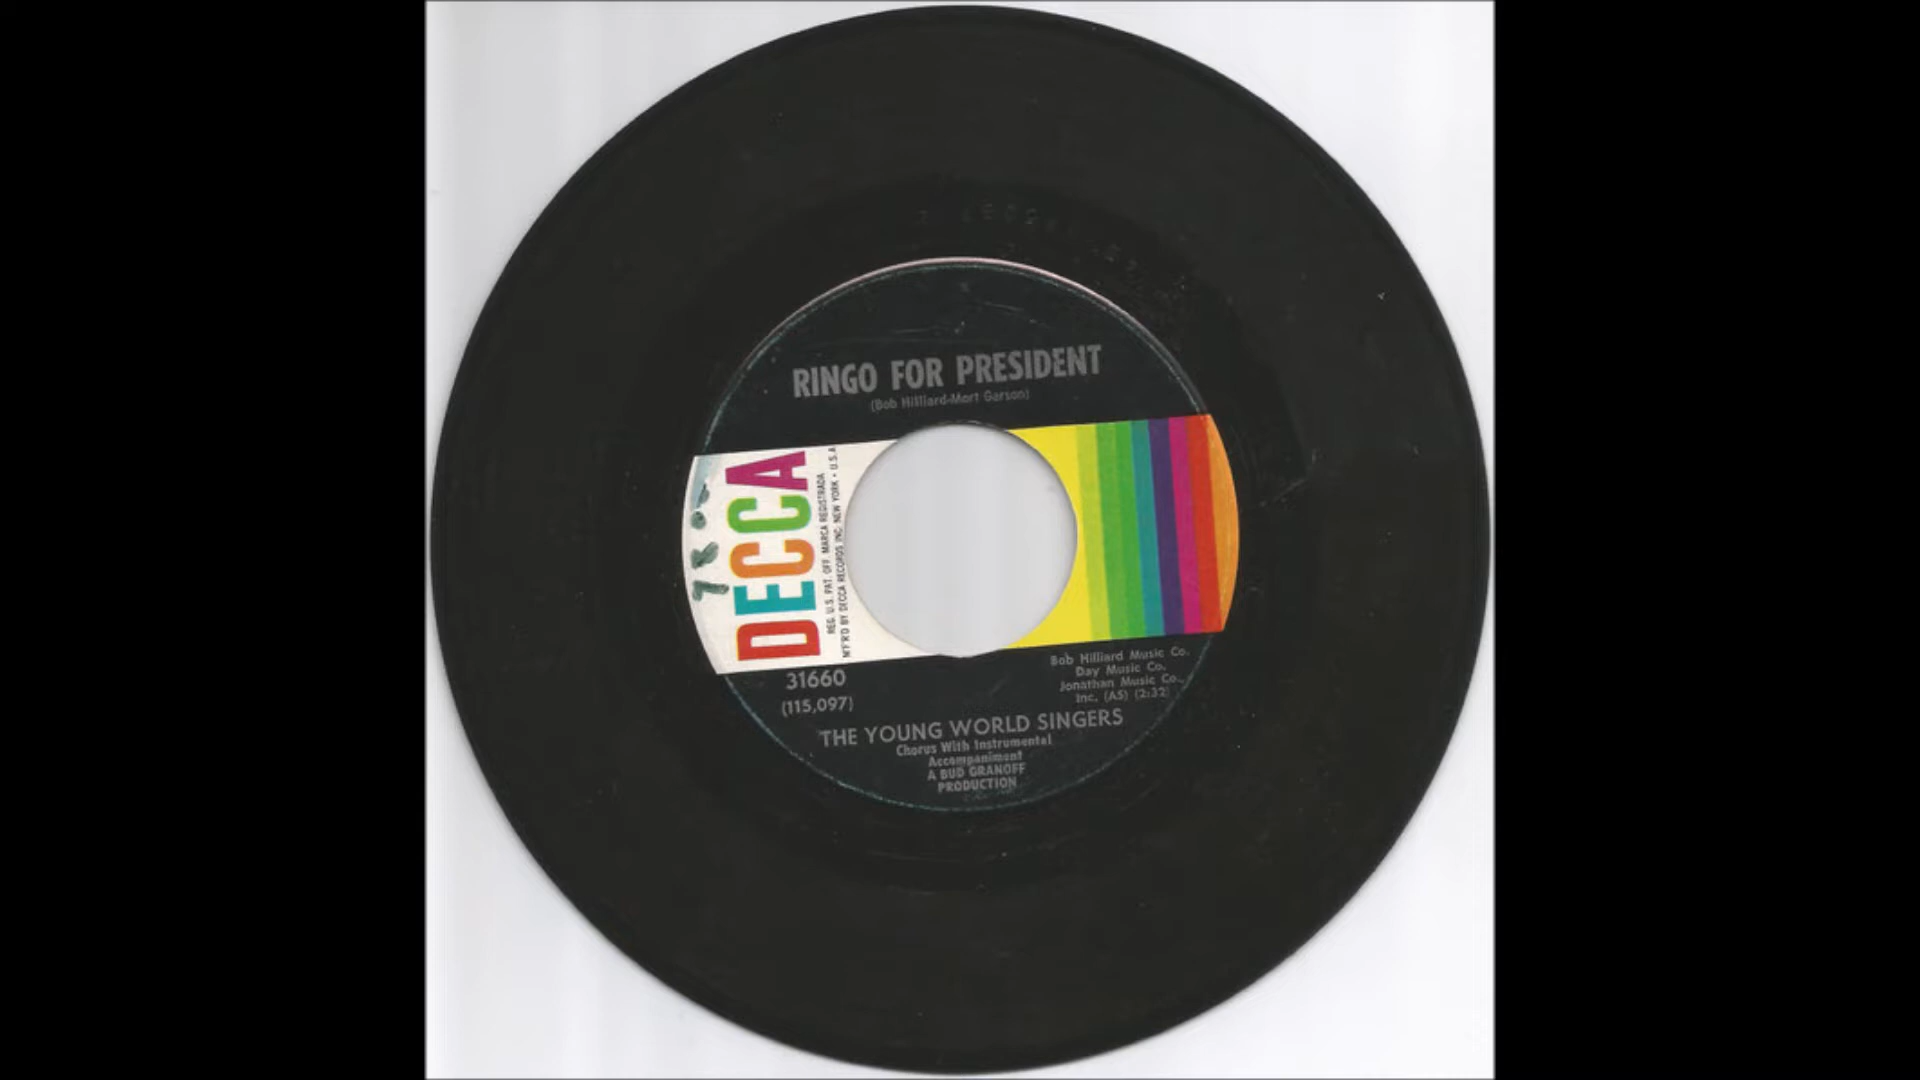 RINGO FOR PRESIDENT
(Bob Hilliard-Mort Garson)
DECCA
REG. U.S. PAT. OFF. MARCA REGISTRADA
M'F'R'D BY DECCA RECORDS INC. NEW YORK • U.S.A
31660
(115,097)
Bob Hilliard Music Co.
Day Music Co.
Jonathan Music Co.,
Inc. (AS) (2:32)
THE YOUNG WORLD SINGERS
Chorus With Instrumental
Accompaniment
A BUD GRANOFF
PRODUCTION